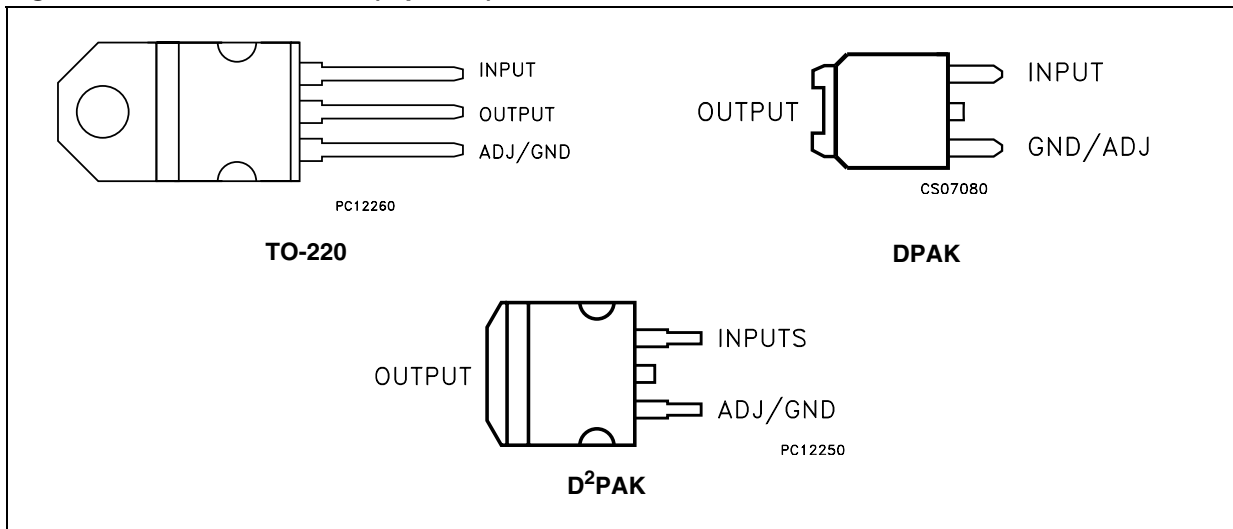 INPUT
OUTPUT
ADJ/GND
PC12260
TO-220
OUTPUT
INPUT
GND/ADJ
CS07080
DPAK
OUTPUT
INPUTS
ADJ/GND
PC12250
D²PAK